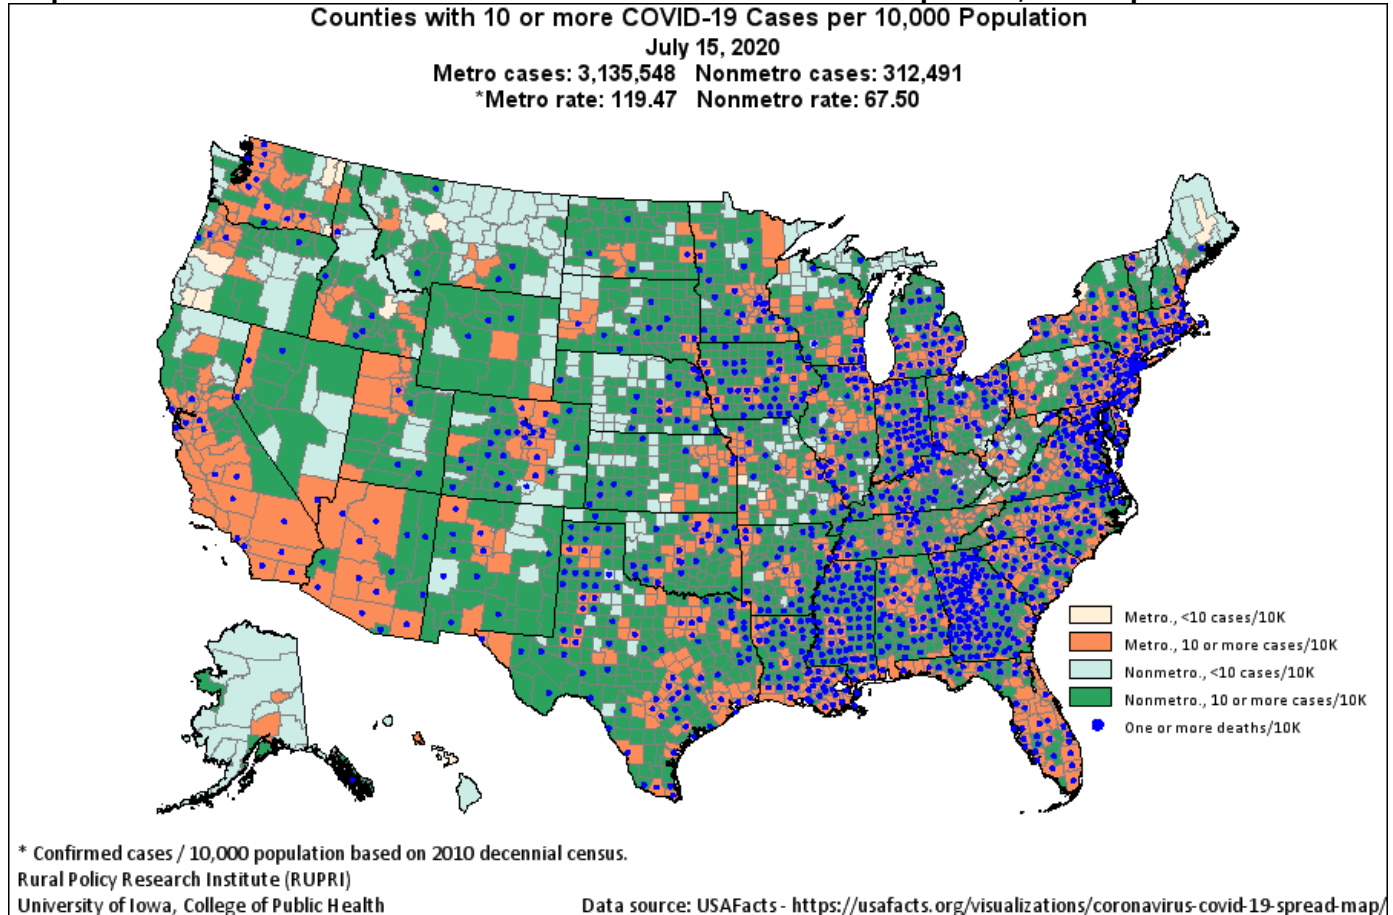 Counties with 10 or more COVID-19 Cases per 10,000 Population
July 15, 2020
Metro cases: 3,135,548 Nonmetro cases: 312,491
*Metro rate: 119.47 Nonmetro rate: 67.50
Metro., <10 cases/10K
Metro., 10 or more cases/10K
Nonmetro., <10 cases/10K
Nonmetro., 10 or more cases/10K
One or more deaths/10K
* Confirmed cases / 10,000 population based on 2010 decennial census.
Rural Policy Research Institute (RUPRI)
University of Iowa, College of Public Health
Data source: USAFacts - https://usafacts.org/visualizations/coronavirus-covid-19-spread-map/